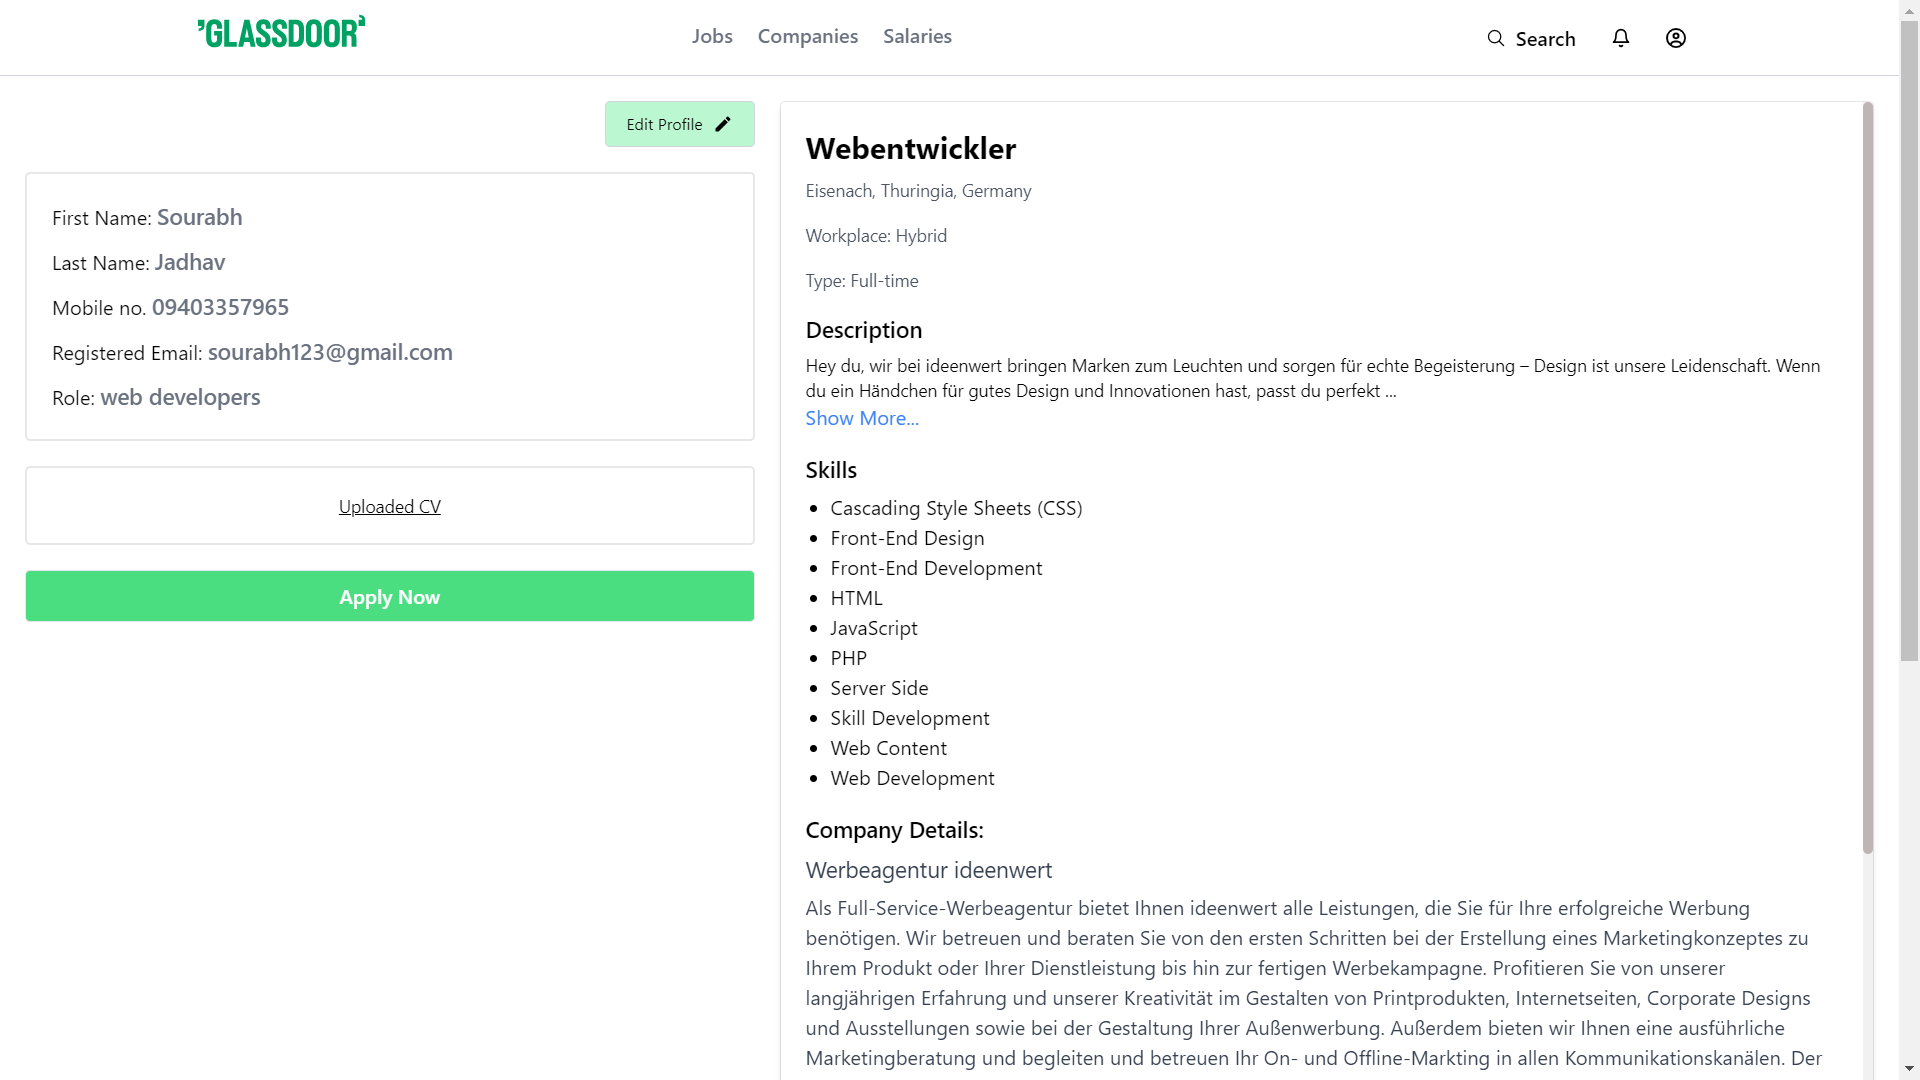 GLASSDOOR
Jobs Companies Salaries
Search
Edit Profile
First Name: Sourabh
Last Name: Jadhav
Mobile no. 09403357965
Registered Email: sourabh123@gmail.com
Role: web developers
Uploaded CV
Apply Now
Webentwickler
Eisenach, Thuringia, Germany
Workplace: Hybrid
Type: Full-time
Description
Hey du, wir bei ideenwert bringen Marken zum Leuchten und sorgen für echte Begeisterung – Design ist unsere Leidenschaft. Wenn
du ein Händchen für gutes Design und Innovationen hast, passt du perfekt ...
Show More...
Skills
Cascading Style Sheets (CSS)
Front-End Design
Front-End Development
HTML
JavaScript
PHP
Server Side
Skill Development
Web Content
Web Development
Company Details:
Werbeagentur ideenwert
Als Full-Service-Werbeagentur bietet Ihnen ideenwert alle Leistungen, die Sie für Ihre erfolgreiche Werbung
benötigen. Wir betreuen und beraten Sie von den ersten Schritten bei der Erstellung eines Marketingkonzeptes zu
Ihrem Produkt oder Ihrer Dienstleistung bis hin zur fertigen Werbekampagne. Profitieren Sie von unserer
langjährigen Erfahrung und unserer Kreativität im Gestalten von Printprodukten, Internetseiten, Corporate Designs
und Ausstellungen sowie bei der Gestaltung Ihrer Außenwerbung. Außerdem bieten wir Ihnen eine ausführliche
Marketingberatung und begleiten und betreuen Ihr On- und Offline-Markting in allen Kommunikationskanälen. Der